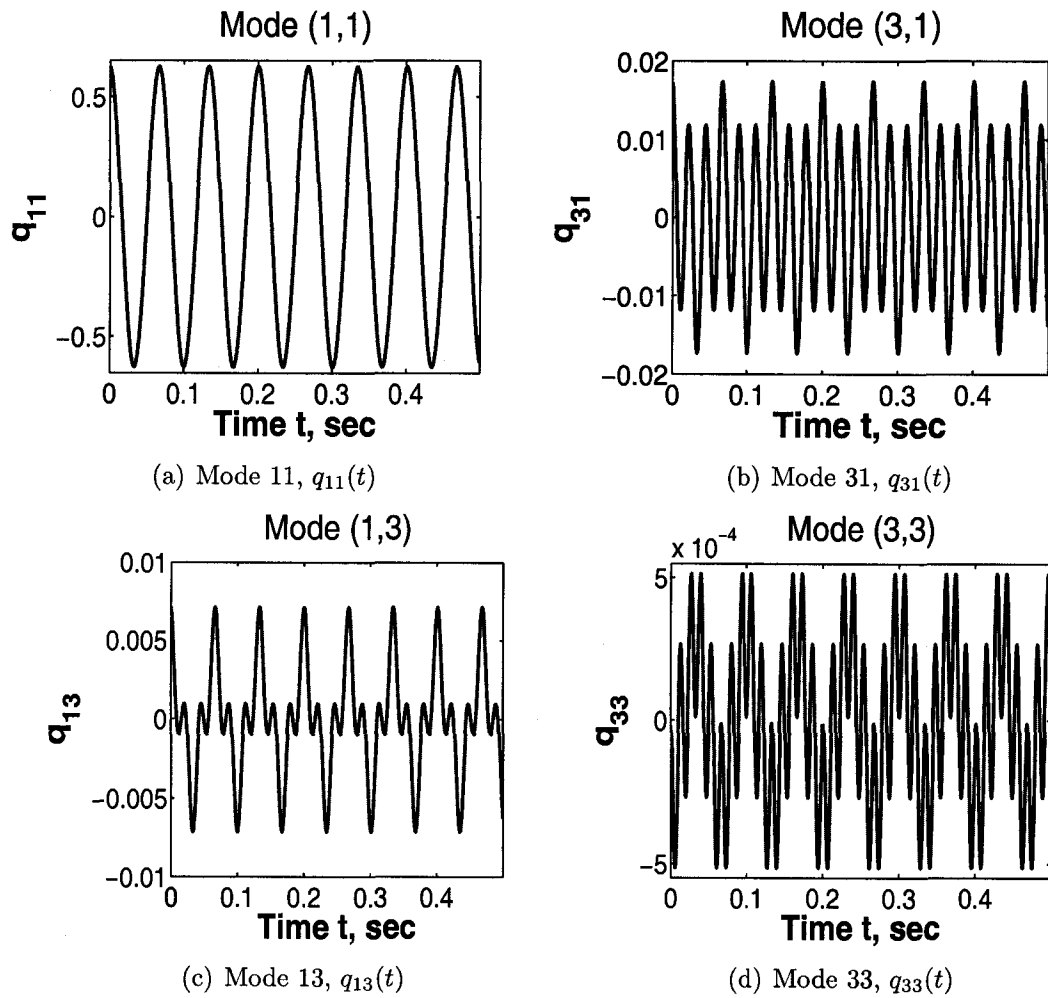 Mode (1,1)
0.5
0
−0.5
q11
0 0.1 0.2 0.3 0.4
Time t, sec
(a) Mode 11, q11(t)
Mode (3,1)
0.02
0.01
0
−0.01
−0.02
q31
0 0.1 0.2 0.3 0.4
Time t, sec
(b) Mode 31, q31(t)
Mode (1,3)
0.01
0.005
0
−0.005
−0.01
q13
0 0.1 0.2 0.3 0.4
Time t, sec
(c) Mode 13, q13(t)
Mode (3,3)
x 10−4
5
0
−5
q33
0 0.1 0.2 0.3 0.4
Time t, sec
(d) Mode 33, q33(t)